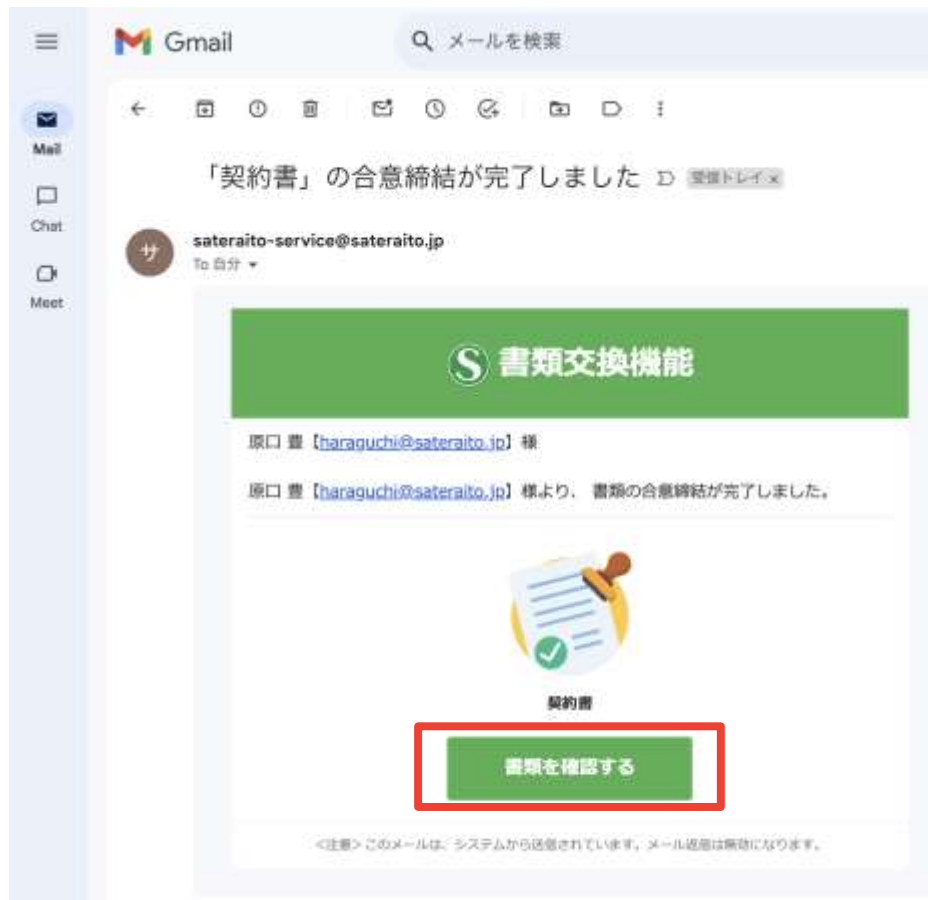 Gmail
メールを検索
Mail
「契約書」の合意締結が完了しました
受信トレイ ×
Chat
サ
sateraito-service@sateraito.jp
To 自分
Meet
S 書類交換機能
原口 豊【haraguchi@sateraito.jp】様
原口 豊【haraguchi@sateraito.jp】様より、 書類の合意締結が完了しました。
契約書
書類を確認する
<注意> このメールは、システムから送信されています。メール返信は無効になります。